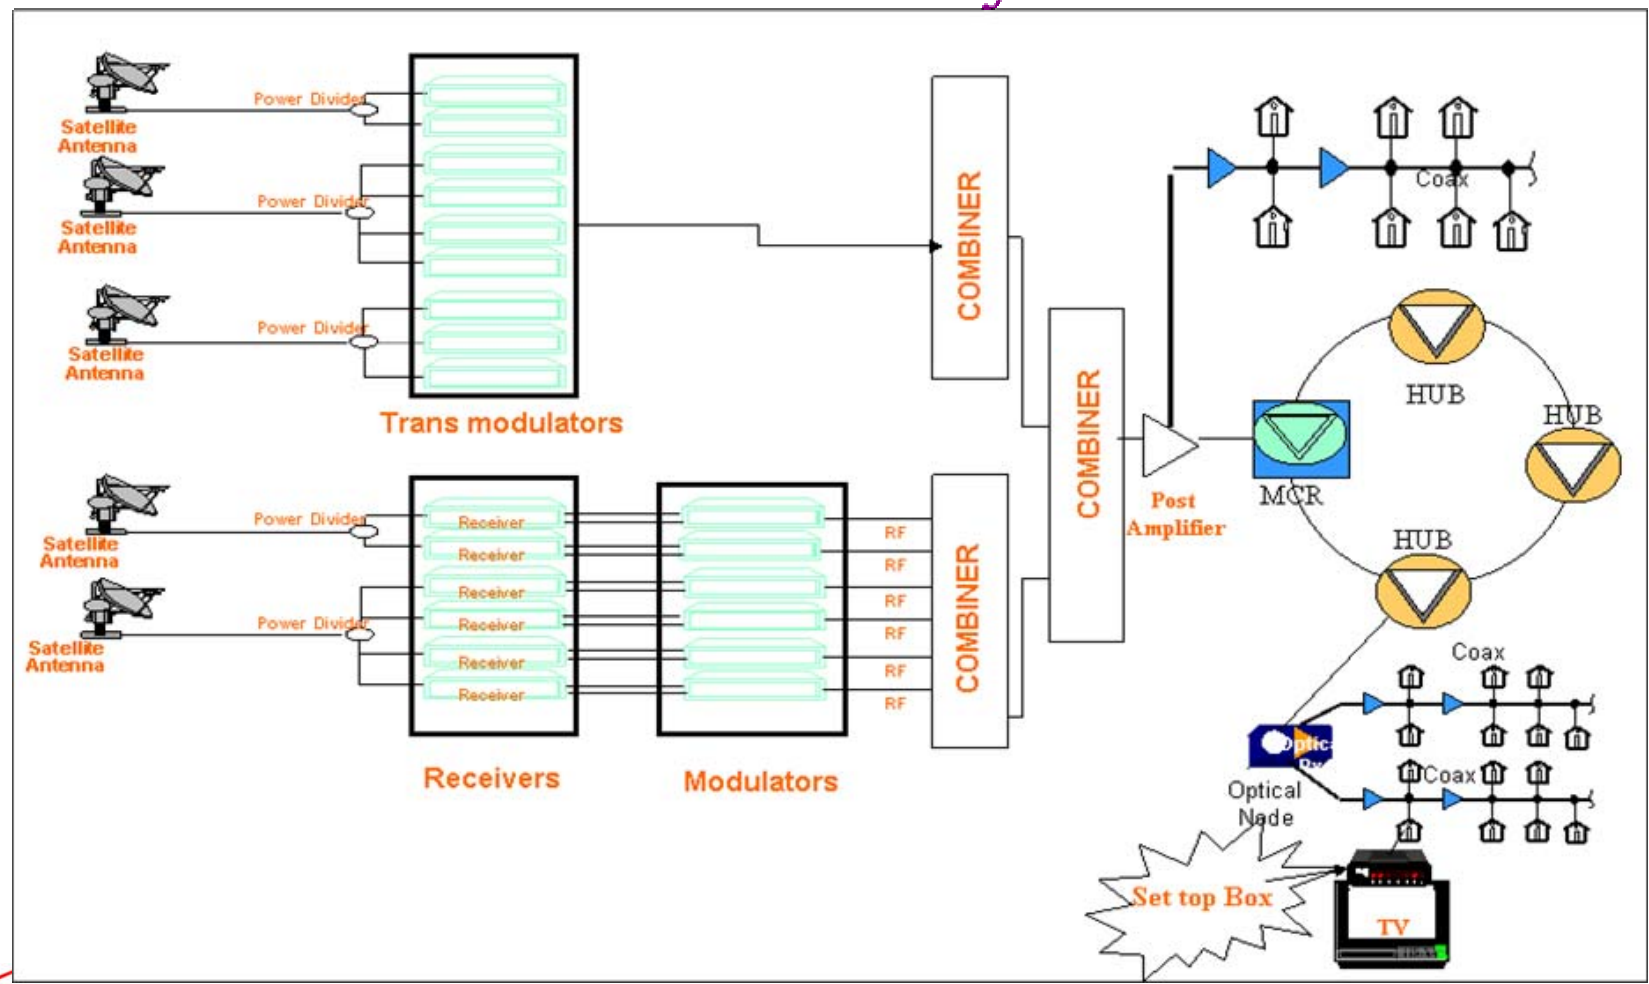 Satellite
Antenna
Power Divider
Satellite
Antenna
Power Divider
Satellite
Antenna
Power Divider
Trans modulators
COMBINER
COMBINER
Post
Amplifier
Coax
HUB
HUB
MCR
HUB
Satellite
Antenna
Power Divider
Satellite
Antenna
Power Divider
Receiver
Receiver
Receiver
Receiver
Receiver
Receiver
Receivers
Modulators
RF
RF
RF
RF
RF
RF
COMBINER
Coax
Optical
Node
Coax
Set top Box
TV